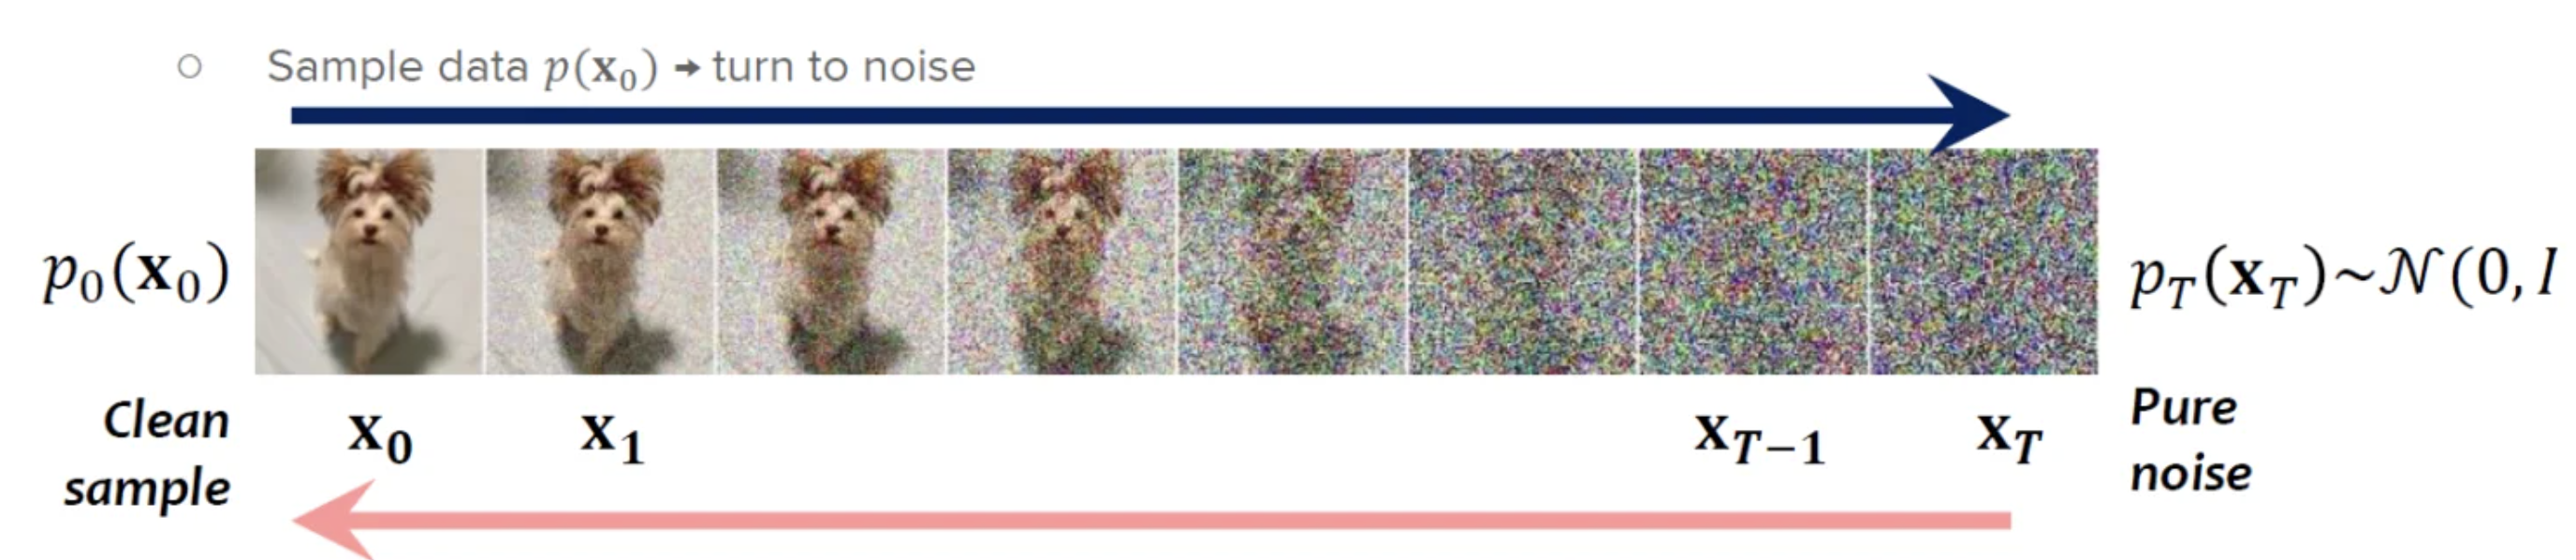 ○ Sample data p(x₀) → turn to noise
p₀(x₀)
p_T(x_T)~𝒩(0, I
Clean
sample
x₀ x₁ x_{T−1} x_T
Pure
noise